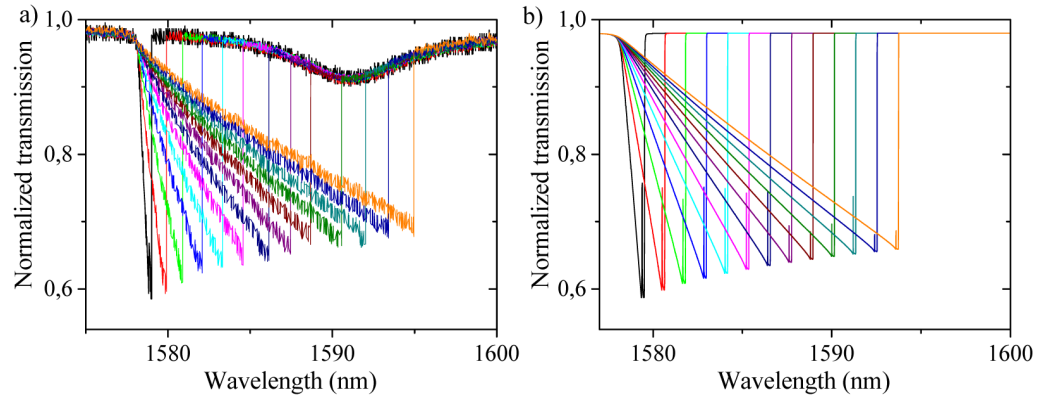 a)
1,0
0,8
0,6
Normalized transmission
1580
1590
1600
Wavelength (nm)
b)
1,0
0,8
0,6
Normalized transmission
1580
1590
1600
Wavelength (nm)